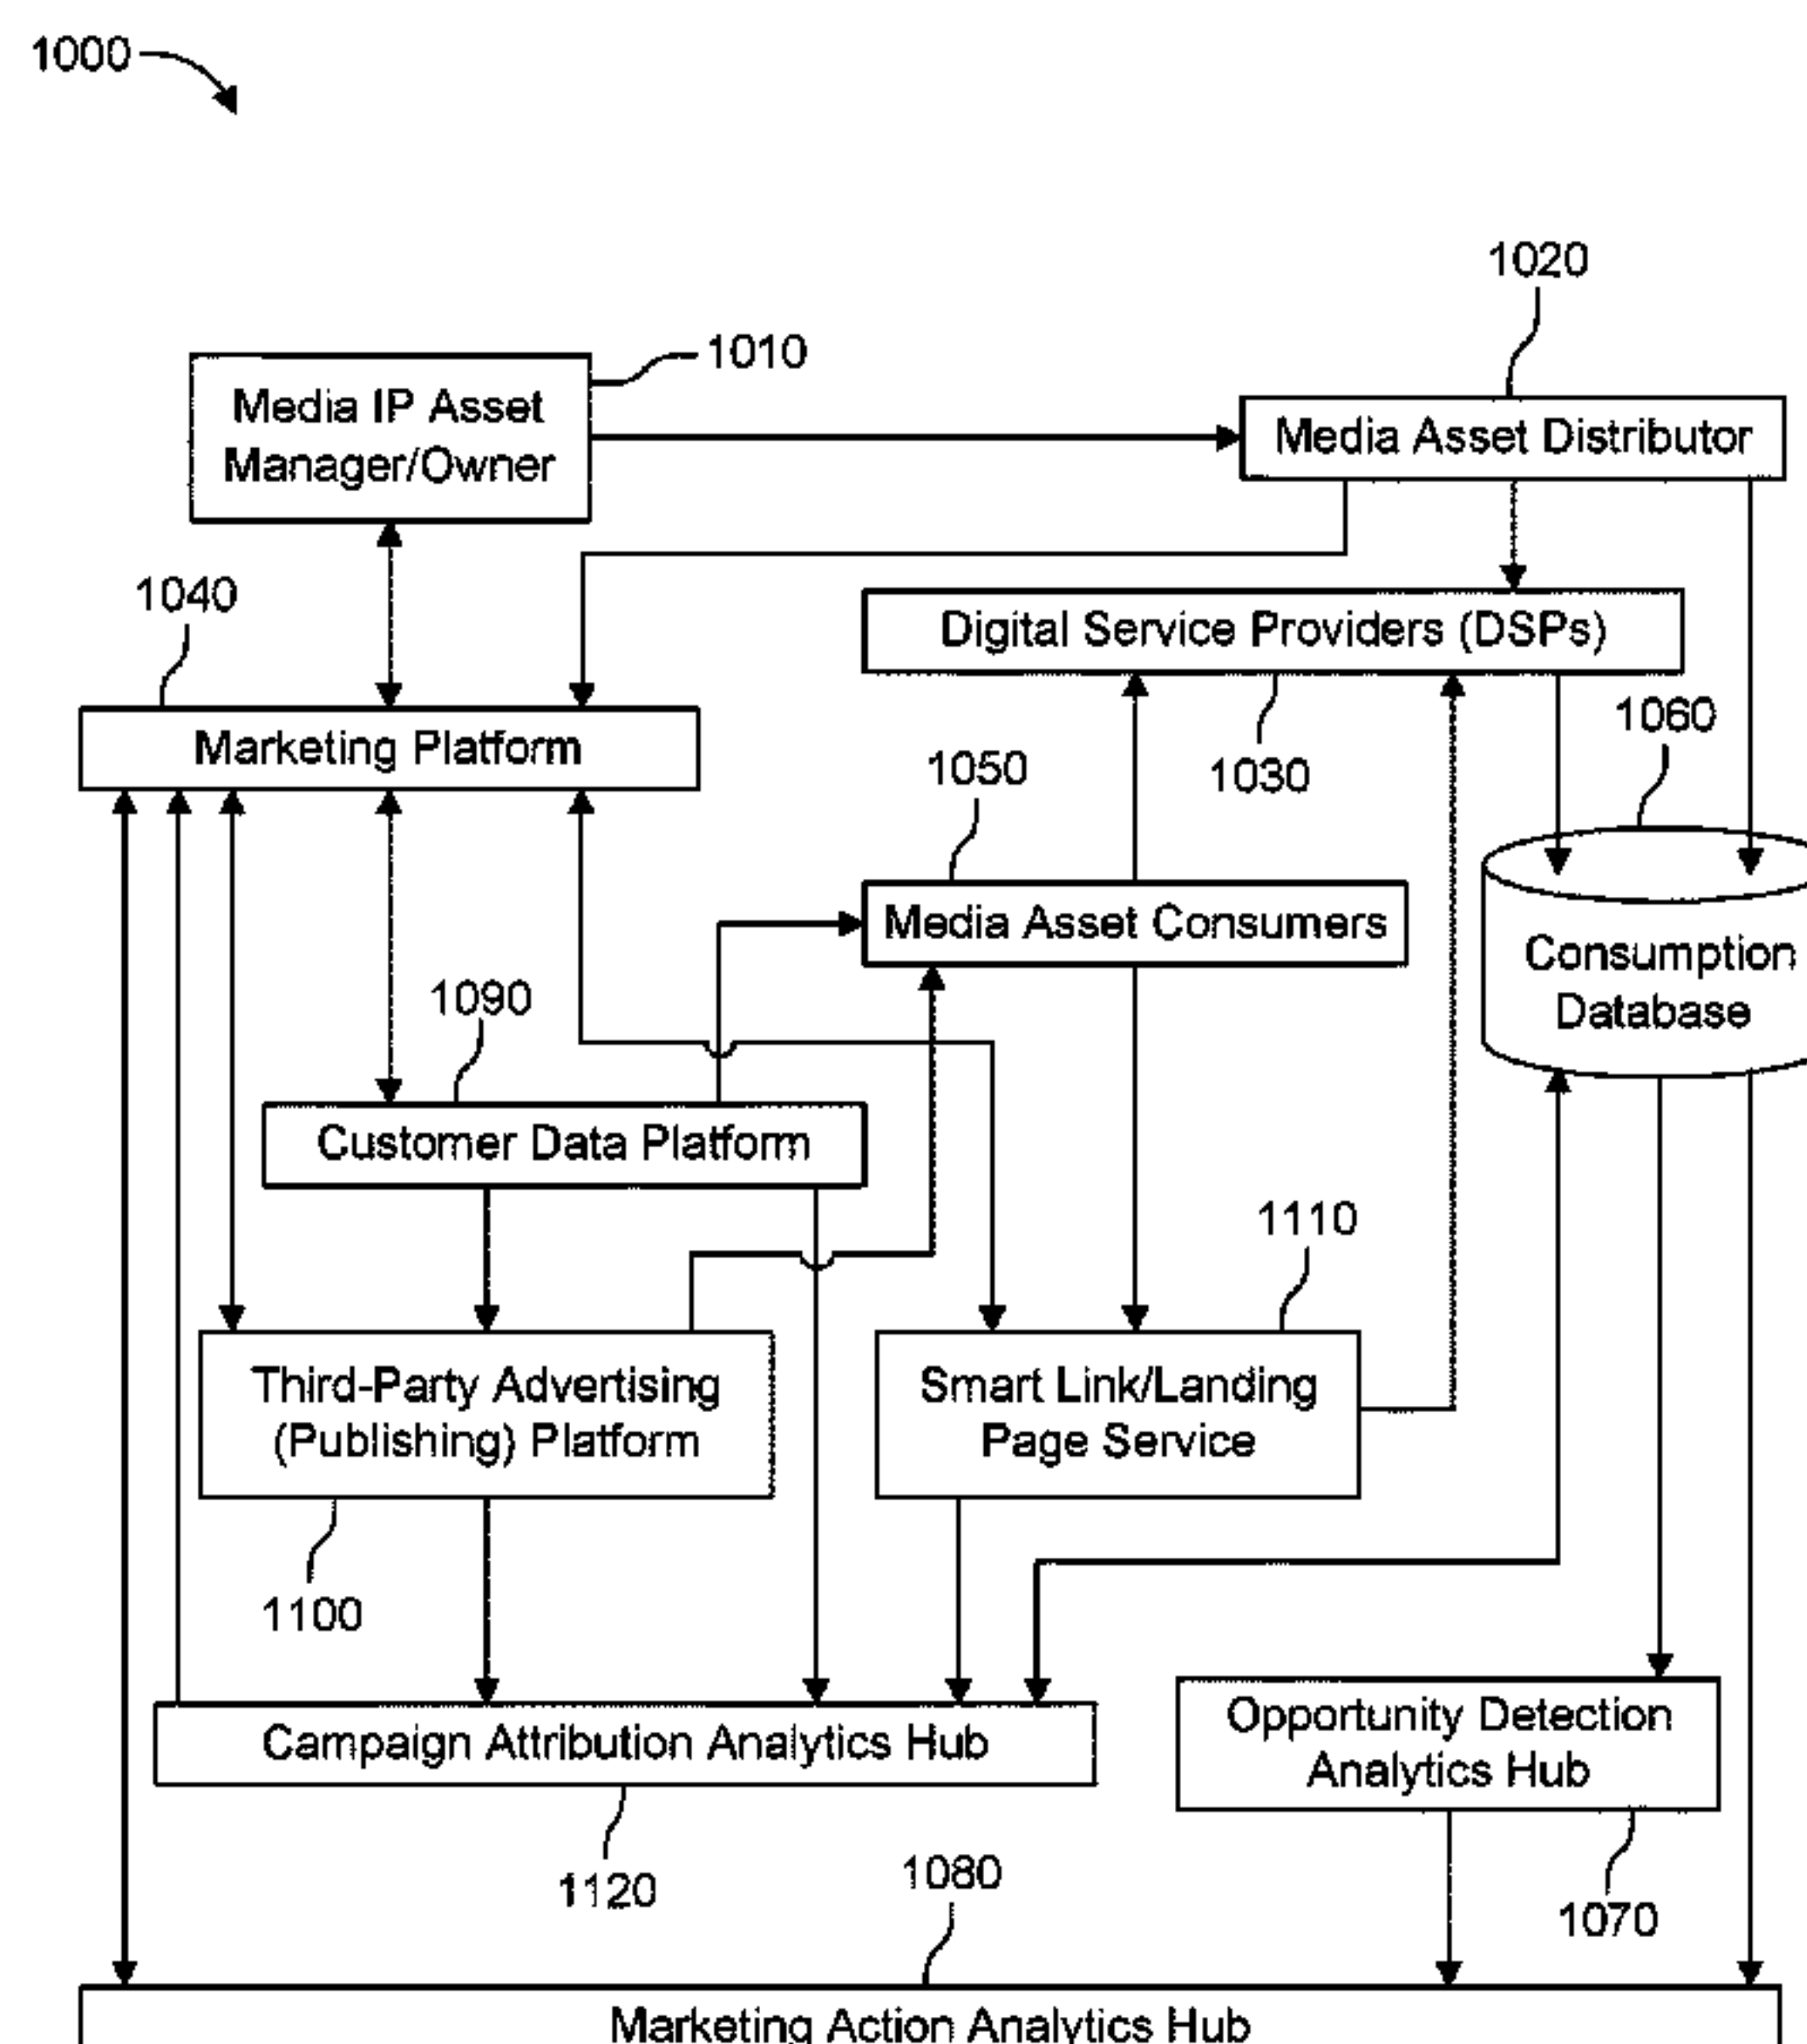 1000
1020
1010
Media IP Asset
Manager/Owner
Media Asset Distributor
1040
Digital Service Providers (DSPs)
1060
Marketing Platform
1050
1030
Media Asset Consumers
Consumption
Database
1090
Customer Data Platform
1110
Third-Party Advertising
(Publishing) Platform
Smart Link/Landing
Page Service
1100
Campaign Attribution Analytics Hub
Opportunity Detection
Analytics Hub
1120
1080
1070
Marketing Action Analytics Hub